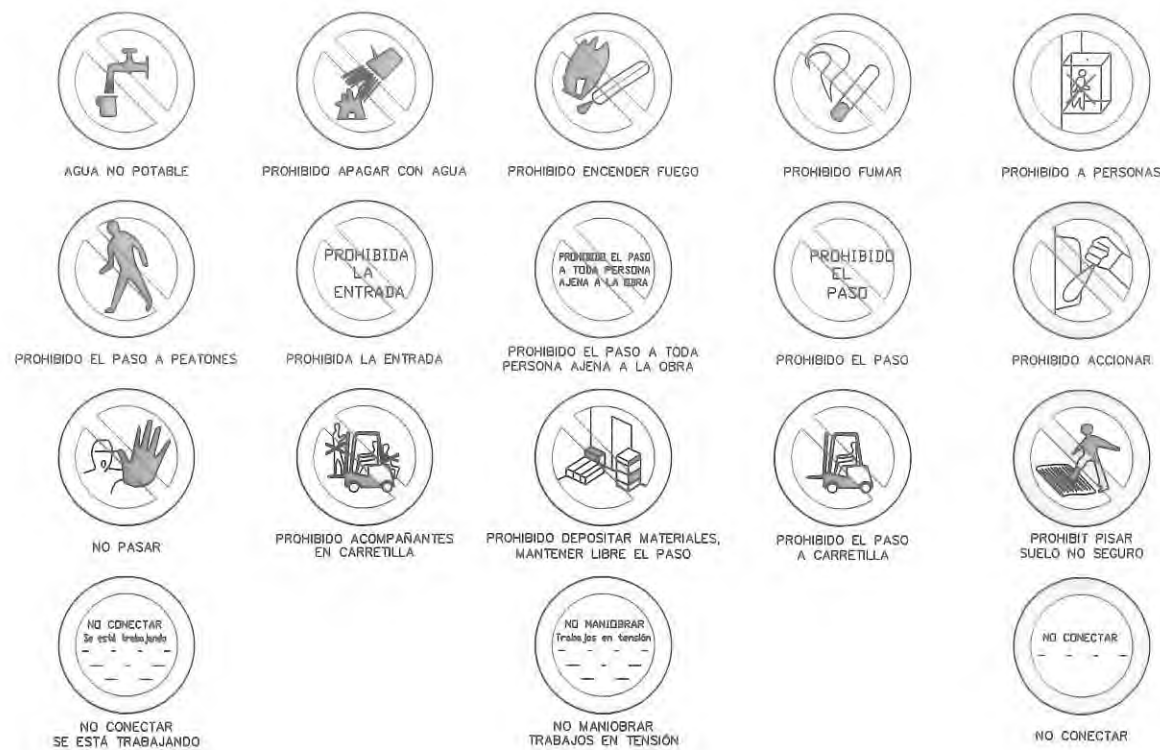 AGUA NO POTABLE
PROHIBIDO APAGAR CON AGUA
PROHIBIDO ENCENDER FUEGO
PROHIBIDO FUMAR
PROHIBIDO A PERSONAS
PROHIBIDA
LA
ENTRADA
PROHIBIDO EL PASO
A TODA PERSONA
AJENA A LA OBRA
PROHIBIDO
EL
PASO
PROHIBIDO EL PASO A PEATONES
PROHIBIDA LA ENTRADA
PROHIBIDO EL PASO A TODA
PERSONA AJENA A LA OBRA
PROHIBIDO EL PASO
PROHIBIDO ACCIONAR
NO PASAR
PROHIBIDO ACOMPAÑANTES
EN CARRETILLA
PROHIBIDO DEPOSITAR MATERIALES,
MANTENER LIBRE EL PASO
PROHIBIDO EL PASO
A CARRETILLA
PROHIBIT PISAR
SUELO NO SEGURO
NO CONECTAR
Se está trabajando
NO MANIOBRAR
Trabajos en tensión
NO CONECTAR
NO CONECTAR
SE ESTÁ TRABAJANDO
NO MANIOBRAR
TRABAJOS EN TENSIÓN
NO CONECTAR